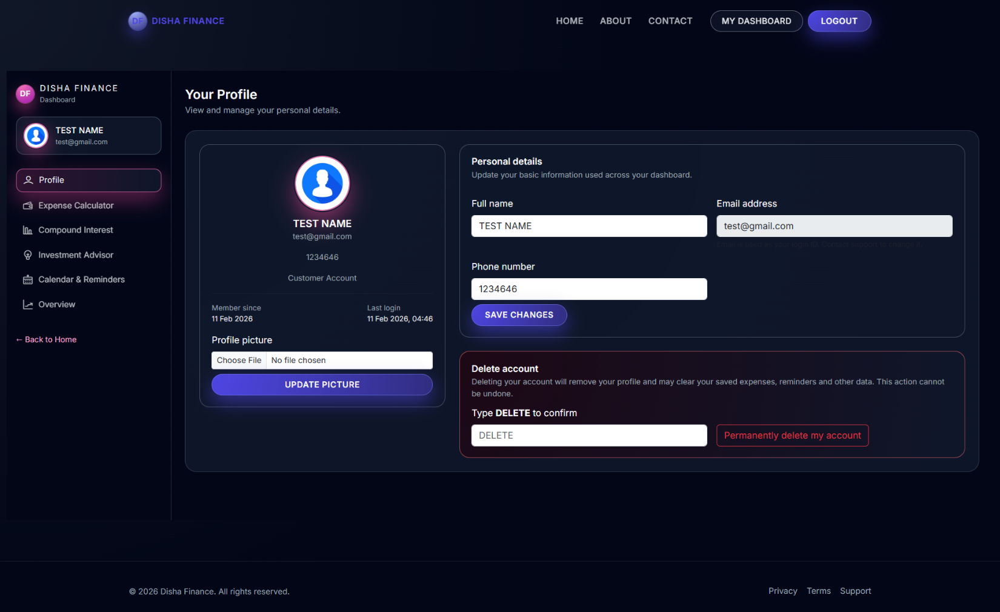 DF DISHA FINANCE
HOME ABOUT CONTACT MY DASHBOARD LOGOUT
DF DISHA FINANCE
Dashboard
TEST NAME
test@gmail.com
Profile
Expense Calculator
Compound Interest
Investment Advisor
Calendar & Reminders
Overview
← Back to Home
Your Profile
View and manage your personal details.
TEST NAME
test@gmail.com
1234646
Customer Account
Member since Last login
11 Feb 2026 11 Feb 2026, 04:46
Profile picture
Choose File No file chosen
UPDATE PICTURE
Personal details
Update your basic information used across your dashboard.
Full name Email address
TEST NAME test@gmail.com
Email is used as your login ID. Contact support to change it.
Phone number
1234646
SAVE CHANGES
Delete account
Deleting your account will remove your profile and may clear your saved expenses, reminders and other data. This action cannot
be undone.
Type DELETE to confirm
DELETE Permanently delete my account
© 2026 Disha Finance. All rights reserved.
Privacy Terms Support